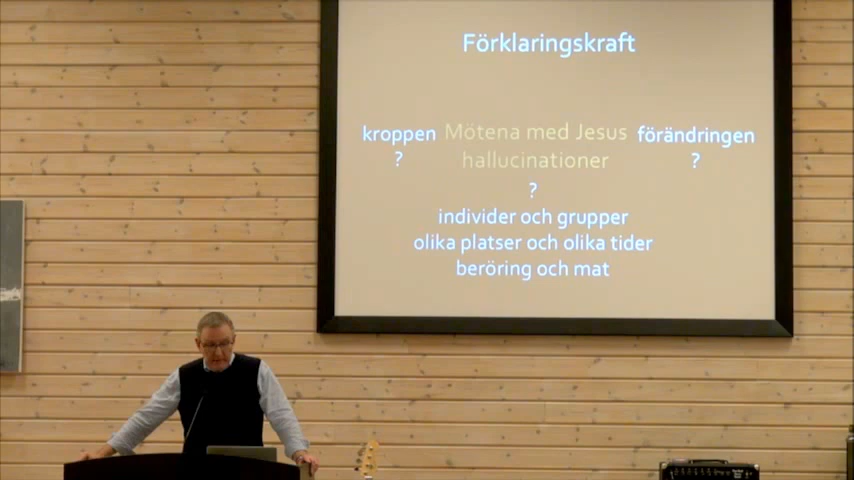 Förklaringskraft
kroppen Mötena med Jesus förändringen
? hallucinationer ?
?
individer och grupper
olika platser och olika tider
beröring och mat